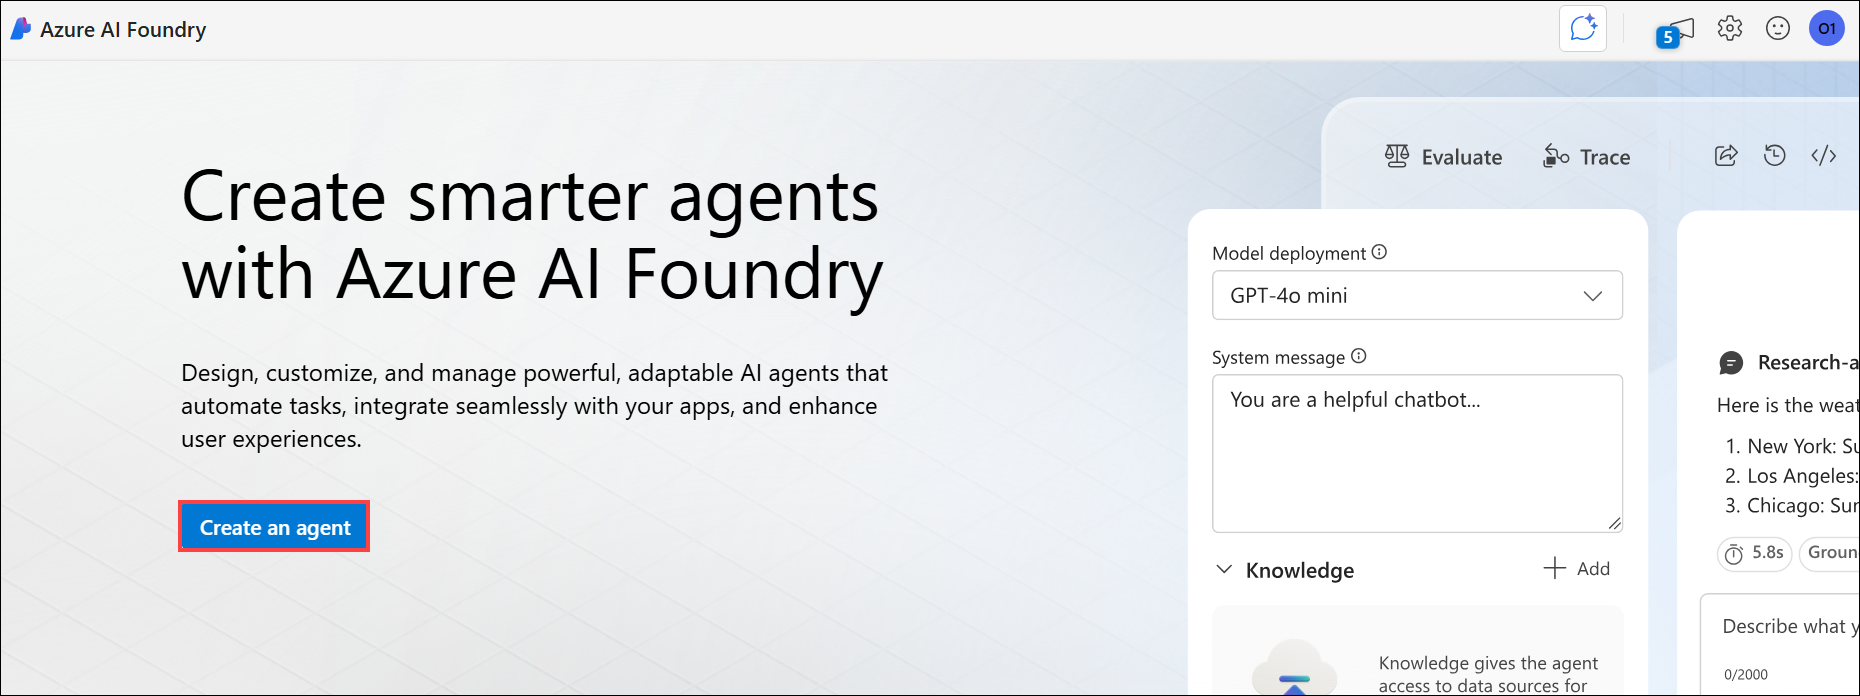 Azure AI Foundry
5
O1
Create smarter agents
with Azure AI Foundry
Design, customize, and manage powerful, adaptable AI agents that
automate tasks, integrate seamlessly with your apps, and enhance
user experiences.
Create an agent
Evaluate
Trace
Model deployment
GPT-4o mini
System message
You are a helpful chatbot...
Knowledge
Add
Knowledge gives the agent
access to data sources for
Research-a
Here is the weat
1. New York: Su
2. Los Angeles:
3. Chicago: Sun
5.8s
Groun
Describe what y
0/2000